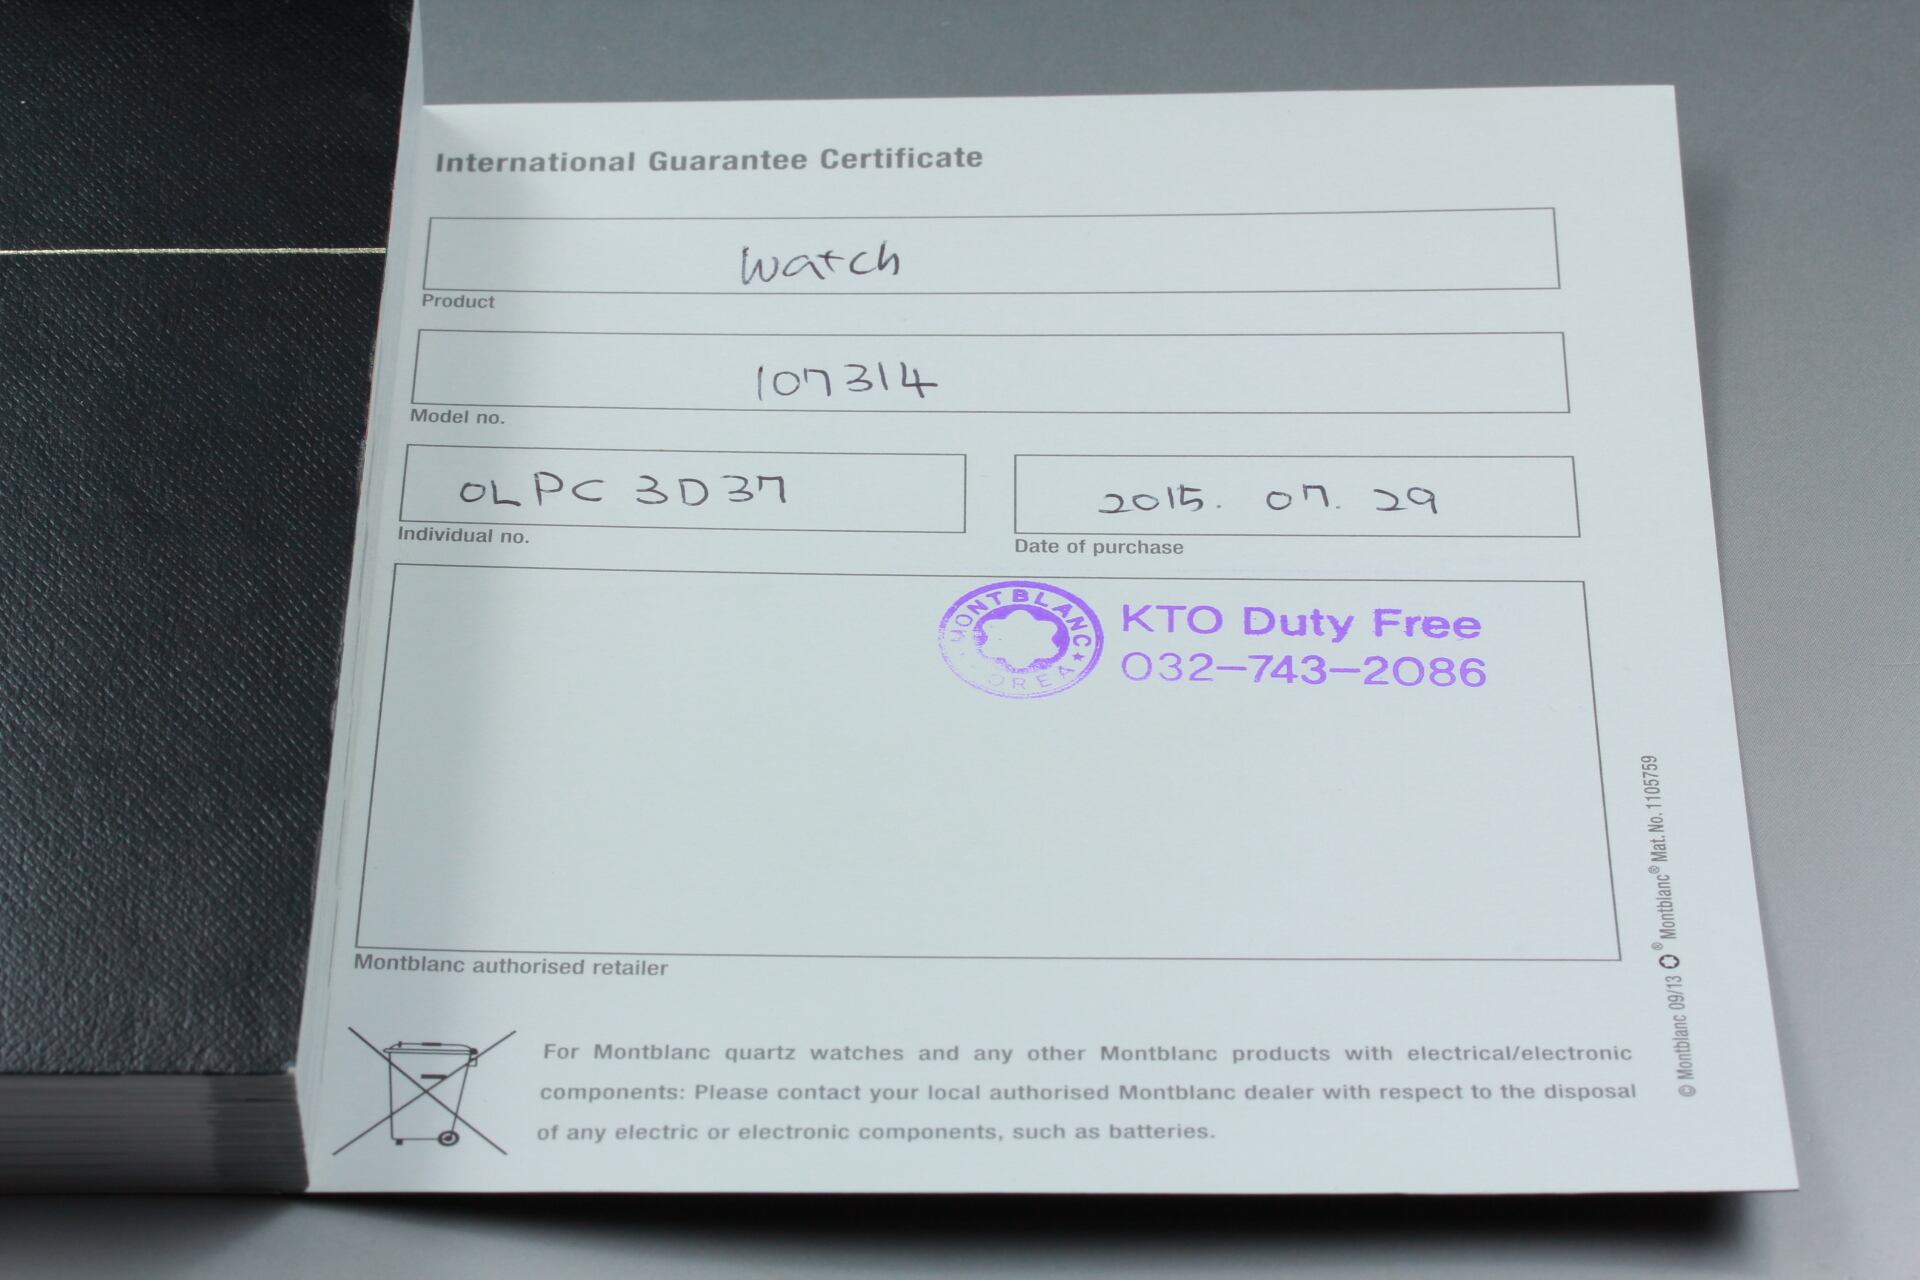 International Guarantee Certificate
Watch
Product
107314
Model no.
OLPC 3D37
Individual no.
2015. 07. 29
Date of purchase
MONTBLANC ★ KOREA
KTO Duty Free
032-743-2086
Montblanc authorised retailer
For Montblanc quartz watches and any other Montblanc products with electrical/electronic
components: Please contact your local authorised Montblanc dealer with respect to the disposal
of any electric or electronic components, such as batteries.
© Montblanc 09/13 ® Montblanc® Mat. No. 1105759